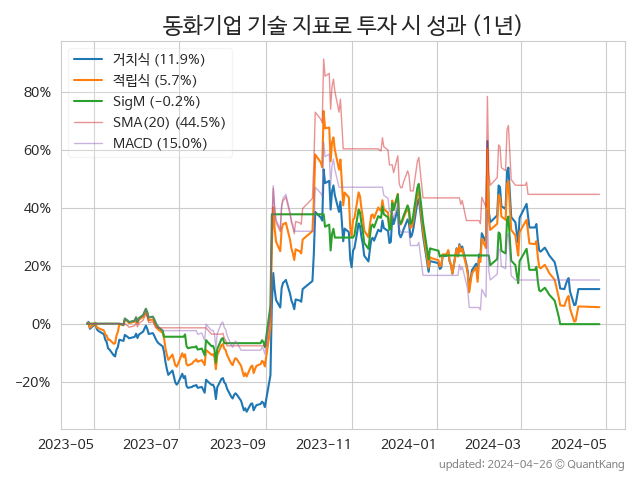 동화기업 기술 지표로 투자 시 성과 (1년)
거치식 (11.9%)
적립식 (5.7%)
SigM (−0.2%)
SMA(20) (44.5%)
MACD (15.0%)
80%
60%
40%
20%
0%
−20%
2023-05 2023-07 2023-09 2023-11 2024-01 2024-03 2024-05
updated: 2024-04-26 © QuantKang